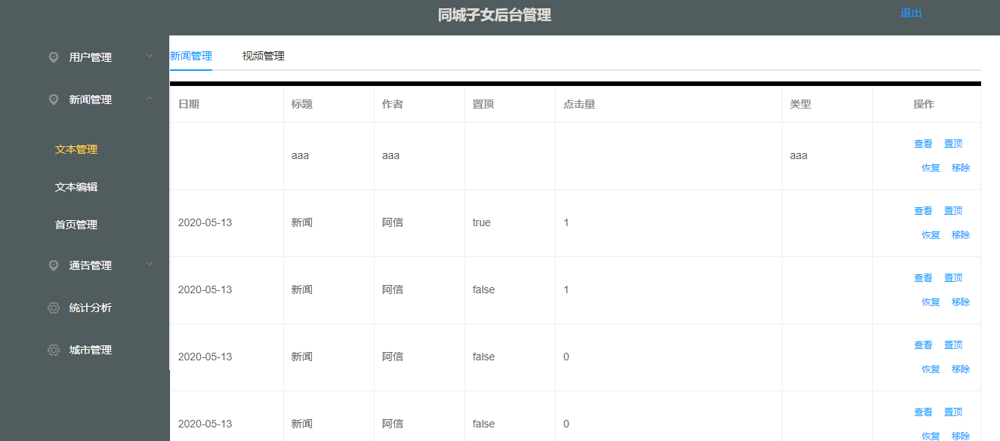 同城子女后台管理 退出
用户管理
新闻管理
文本管理
文本编辑
首页管理
通告管理
统计分析
城市管理
新闻管理 视频管理
日期 标题 作者 置顶 点击量 类型 操作
aaa aaa aaa 查看 置顶
恢复 移除
2020-05-13 新闻 阿信 true 1 查看 置顶
恢复 移除
2020-05-13 新闻 阿信 false 1 查看 置顶
恢复 移除
2020-05-13 新闻 阿信 false 0 查看 置顶
恢复 移除
2020-05-13 新闻 阿信 false 0 查看 置顶
恢复 移除